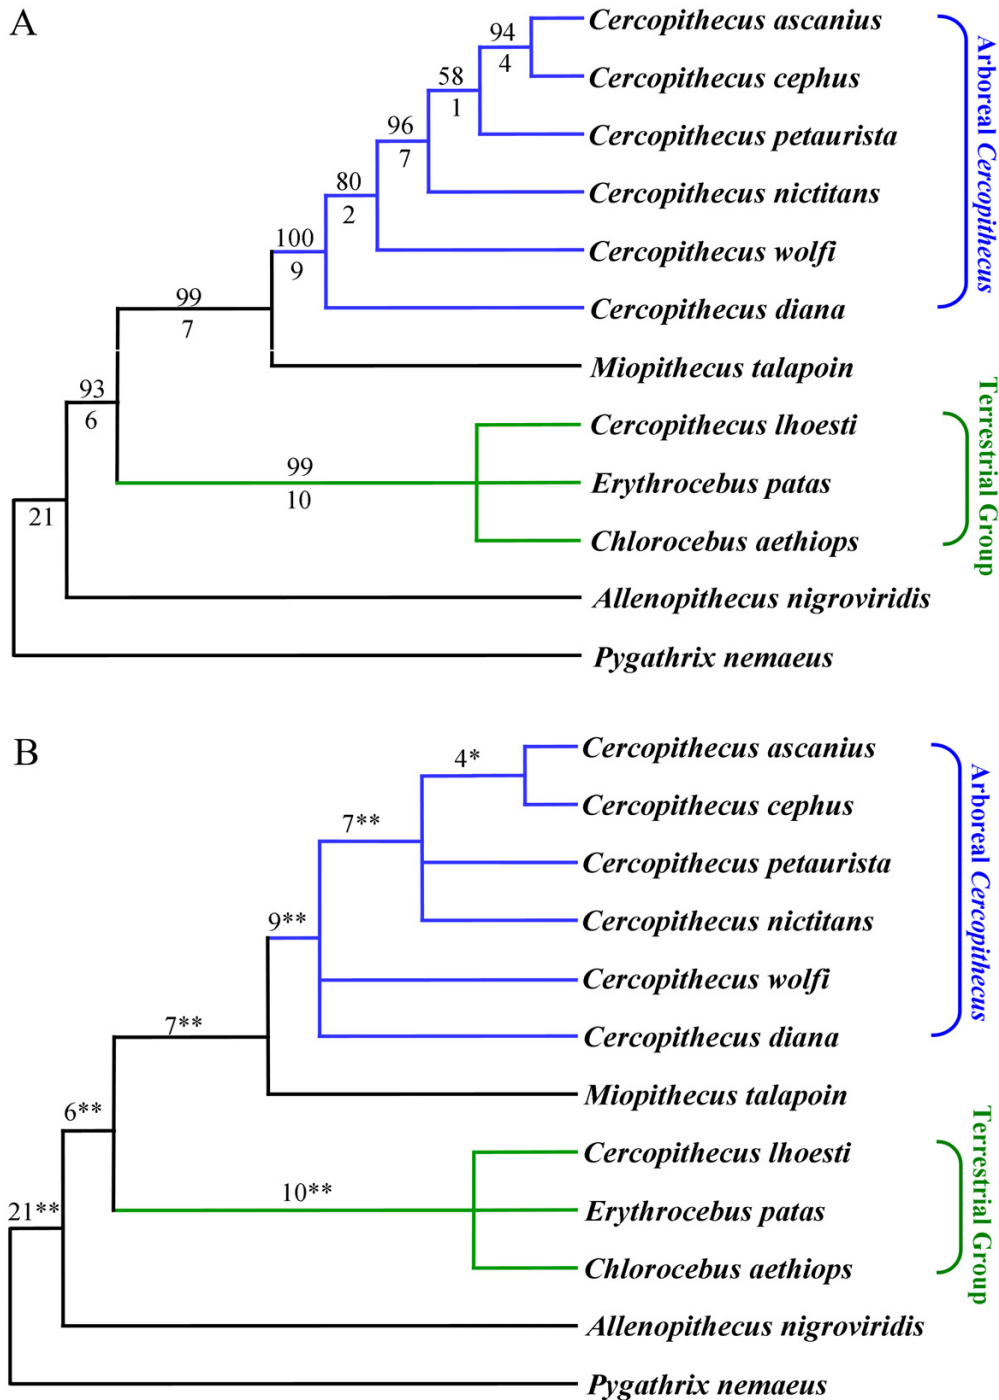 A
Cercopithecus ascanius
94
4
Cercopithecus cephus
58
1
Cercopithecus petaurista
96
7
Cercopithecus nictitans
80
2
Cercopithecus wolfi
100
9
Cercopithecus diana
Arboreal Cercopithecus
99
7
Miopithecus talapoin
93
6
Cercopithecus lhoesti
99
10
Erythrocebus patas
Chlorocebus aethiops
Terrestrial Group
21
Allenopithecus nigroviridis
Pygathrix nemaeus
B
Cercopithecus ascanius
4*
Cercopithecus cephus
7**
Cercopithecus petaurista
Cercopithecus nictitans
9**
Cercopithecus wolfi
Cercopithecus diana
Arboreal Cercopithecus
7**
Miopithecus talapoin
6**
Cercopithecus lhoesti
10**
Erythrocebus patas
Chlorocebus aethiops
Terrestrial Group
21**
Allenopithecus nigroviridis
Pygathrix nemaeus